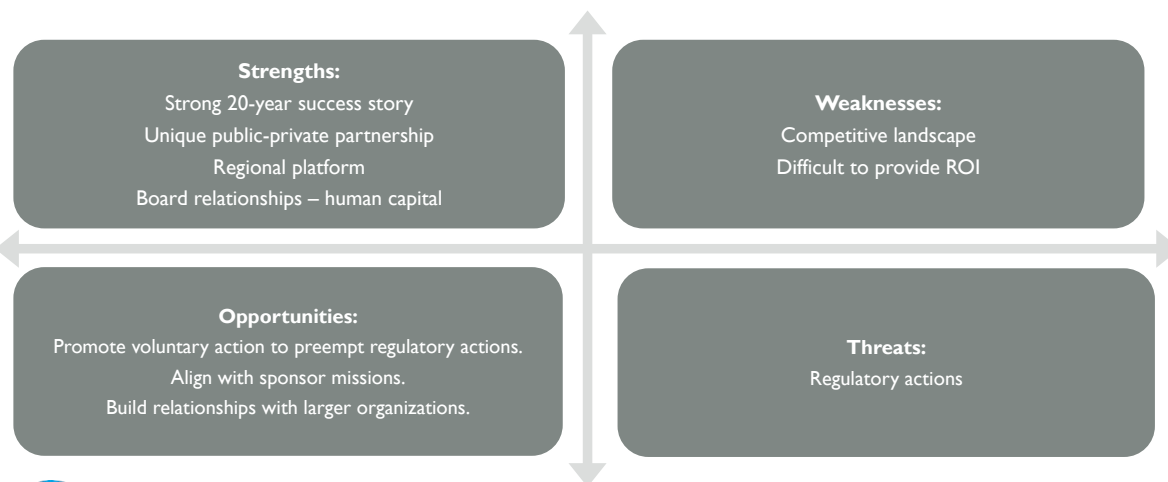 Strengths:
Strong 20-year success story
Unique public-private partnership
Regional platform
Board relationships – human capital
Weaknesses:
Competitive landscape
Difficult to provide ROI
Opportunities:
Promote voluntary action to preempt regulatory actions.
Align with sponsor missions.
Build relationships with larger organizations.
Threats:
Regulatory actions